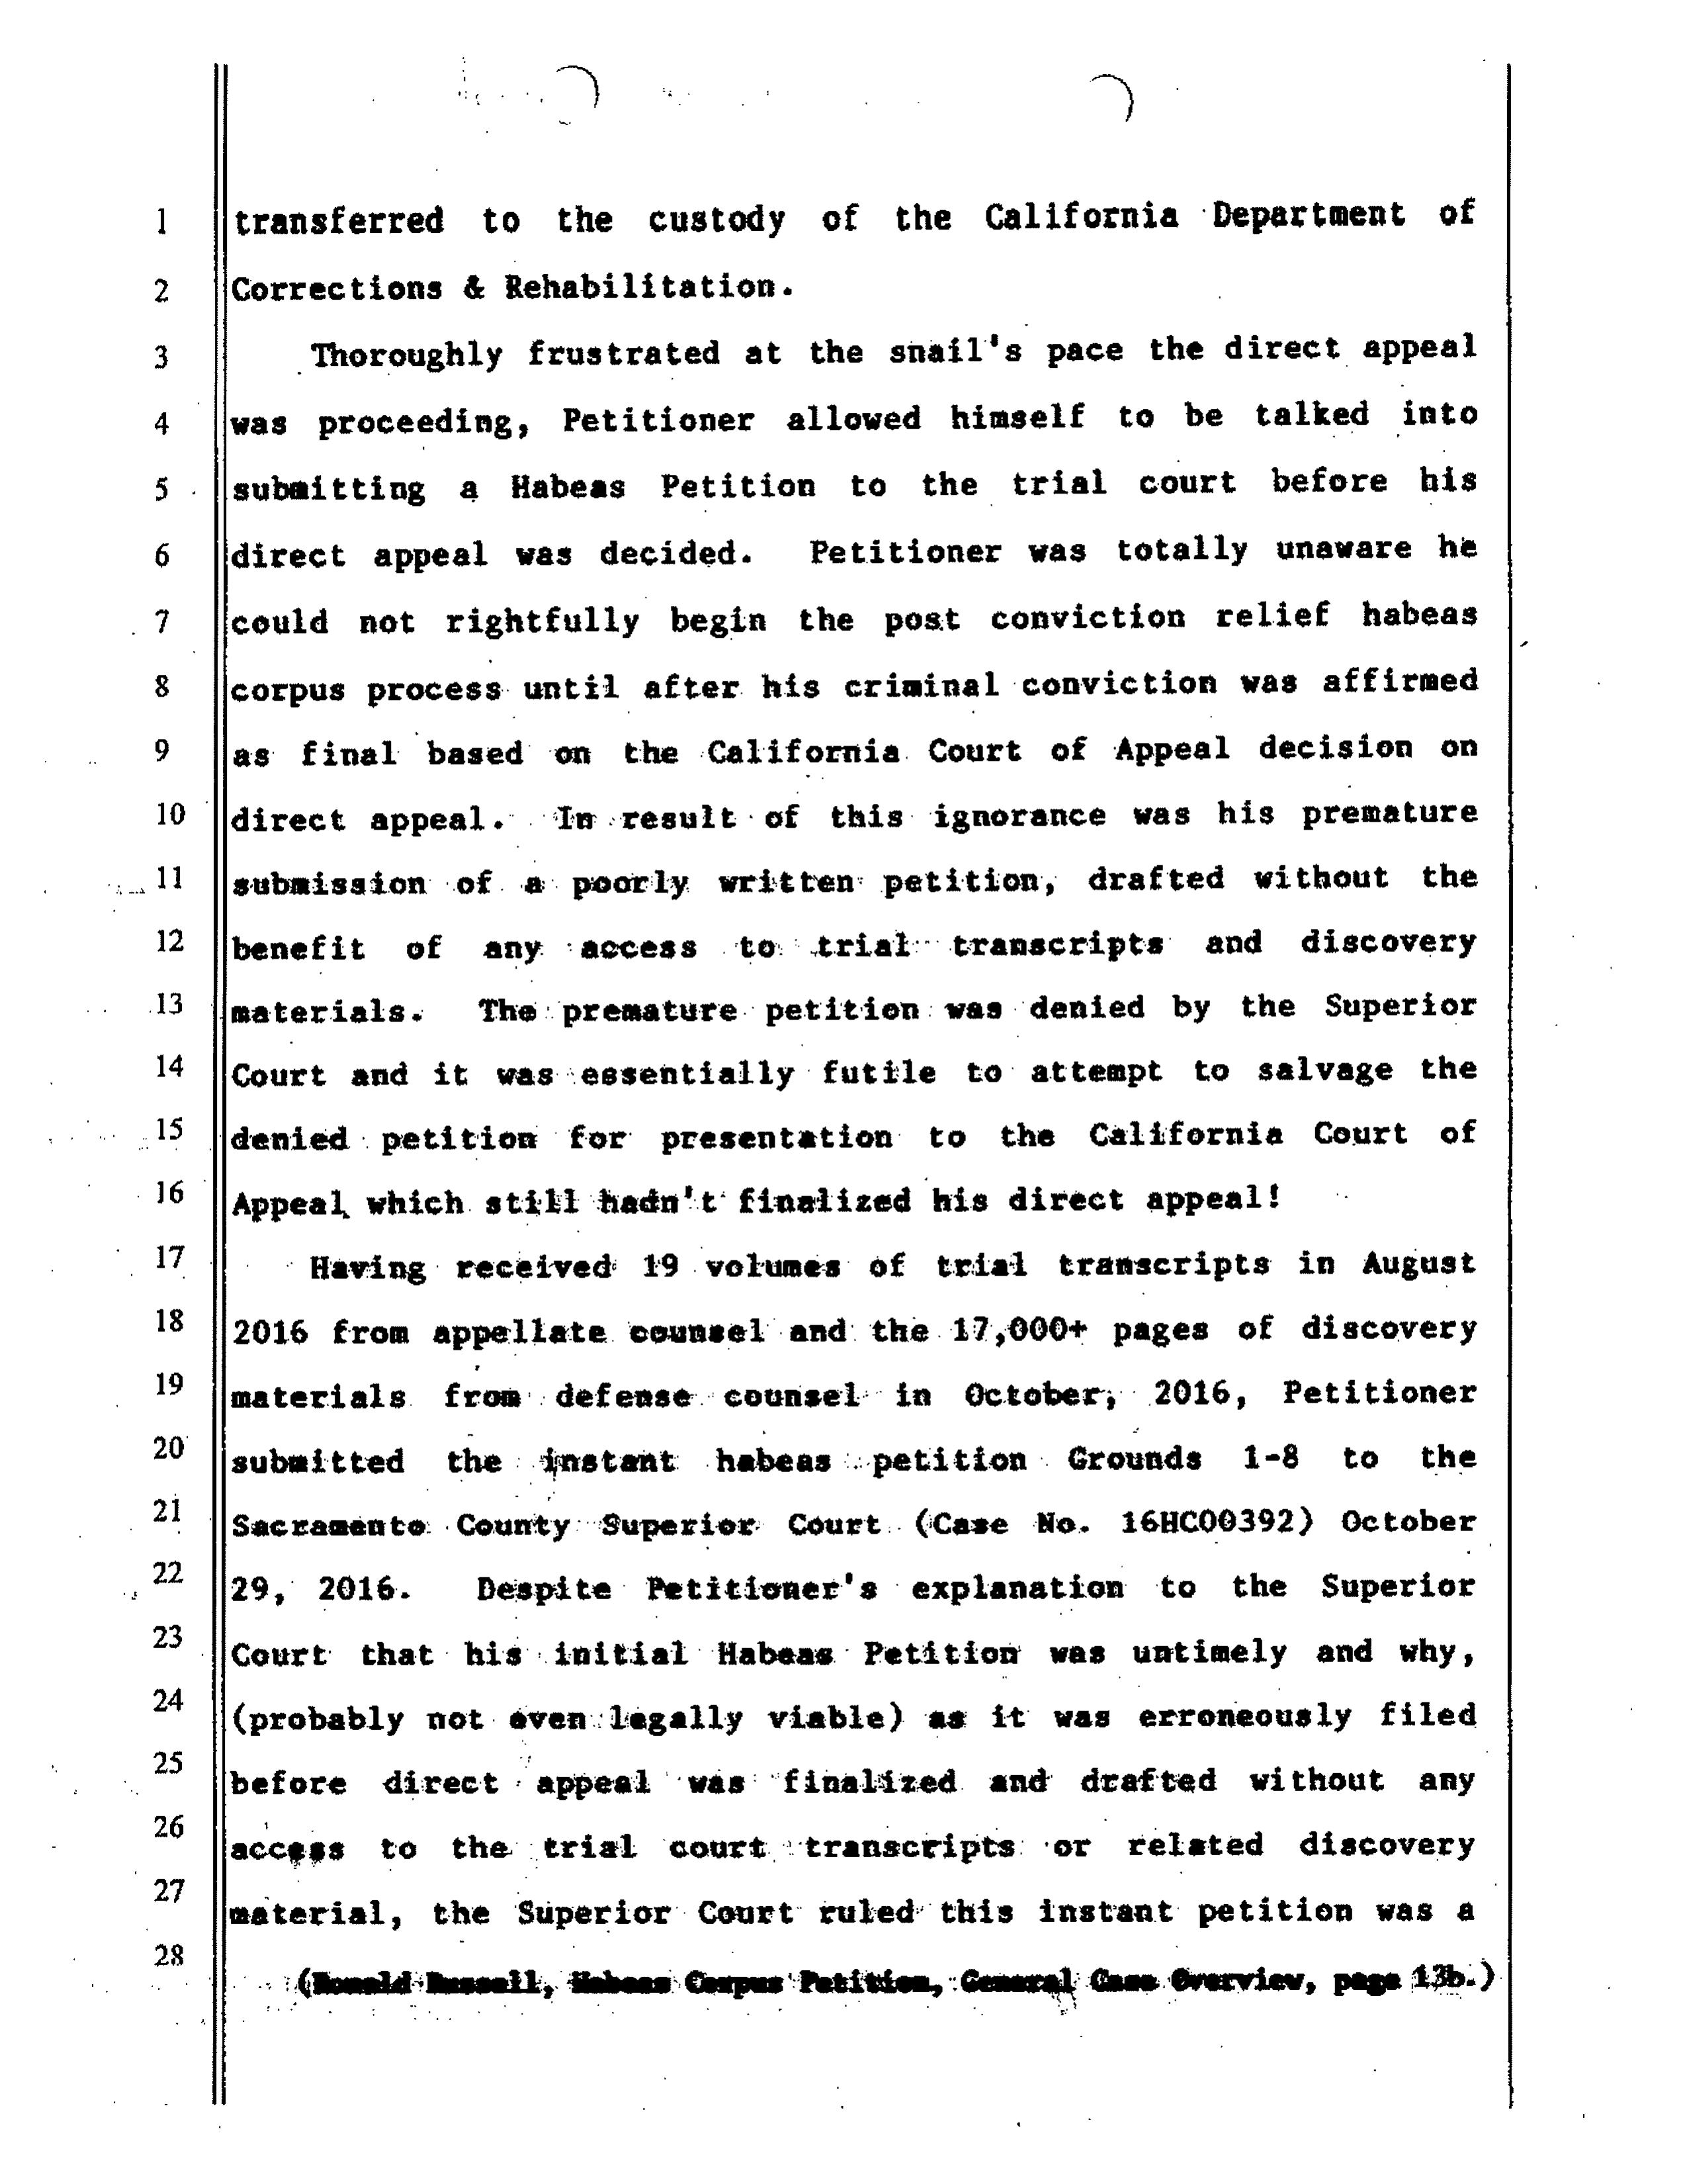 1 transferred to the custody of the California Department of
2 Corrections & Rehabilitation.
3 Thoroughly frustrated at the snail's pace the direct appeal
4 was proceeding, Petitioner allowed himself to be talked into
5 submitting a Habeas Petition to the trial court before his
6 direct appeal was decided. Petitioner was totally unaware he
7 could not rightfully begin the post conviction relief habeas
8 corpus process until after his criminal conviction was affirmed
9 as final based on the California Court of Appeal decision on
10 direct appeal. In result of this ignorance was his premature
11 submission of a poorly written petition, drafted without the
12 benefit of any access to trial transcripts and discovery
13 materials. The premature petition was denied by the Superior
14 Court and it was essentially futile to attempt to salvage the
15 denied petition for presentation to the California Court of
16 Appeal which still hadn't finalized his direct appeal!
17 Having received 19 volumes of trial transcripts in August
18 2016 from appellate counsel and the 17,000+ pages of discovery
19 materials from defense counsel in October, 2016, Petitioner
20 submitted the instant habeas petition Grounds 1-8 to the
21 Sacramento County Superior Court (Case No. 16HC00392) October
22 29, 2016. Despite Petitioner's explanation to the Superior
23 Court that his initial Habeas Petition was untimely and why,
24 (probably not even legally viable) as it was erroneously filed
25 before direct appeal was finalized and drafted without any
26 access to the trial court transcripts or related discovery
27 material, the Superior Court ruled this instant petition was a
28 (Ronald Russell, Habeas Corpus Petition, General Case Overview, page 13b.)